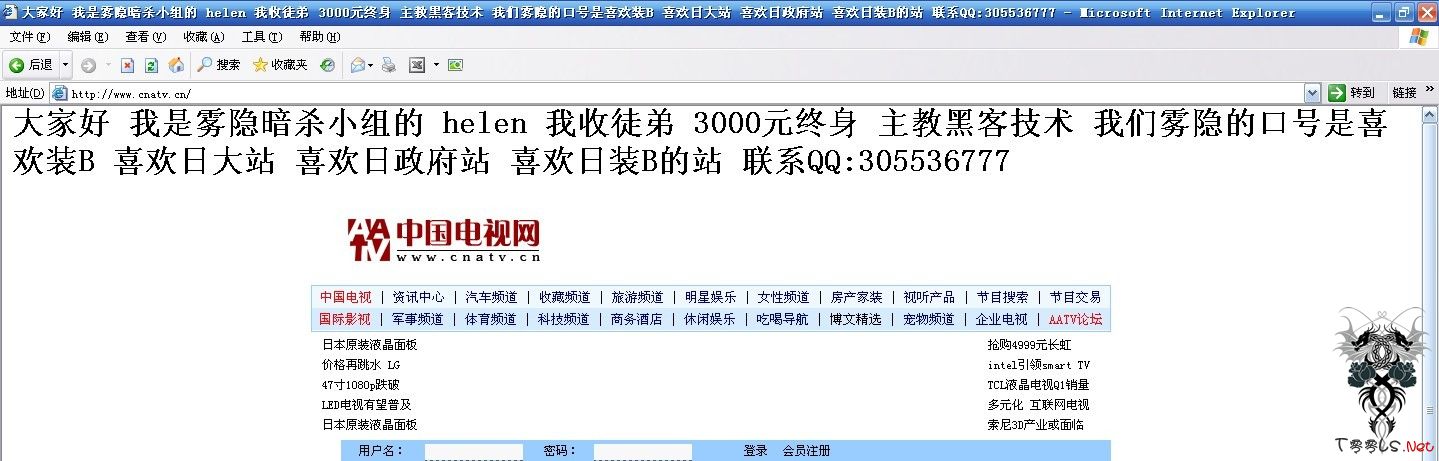 大家好 我是雾隐暗杀小组的 helen 我收徒弟 3000元终身 主教黑客技术 我们雾隐的口号是喜欢装B 喜欢日大站 喜欢日政府站 喜欢日装B的站 联系QQ:305536777 - Microsoft Internet Explorer
文件(F) 编辑(E) 查看(V) 收藏(A) 工具(T) 帮助(H)
后退 搜索 收藏夹
地址(D) http://www.cnatv.cn/ 转到 链接 »
大家好 我是雾隐暗杀小组的 helen 我收徒弟 3000元终身 主教黑客技术 我们雾隐的口号是喜
欢装B 喜欢日大站 喜欢日政府站 喜欢日装B的站 联系QQ:305536777
AATV 中国电视网
www.cnatv.cn
中国电视 | 资讯中心 | 汽车频道 | 收藏频道 | 旅游频道 | 明星娱乐 | 女性频道 | 房产家装 | 视听产品 | 节目搜索 | 节目交易
国际影视 | 军事频道 | 体育频道 | 科技频道 | 商务酒店 | 休闲娱乐 | 吃喝导航 | 博文精选 | 宠物频道 | 企业电视 | AATV论坛
日本原装液晶面板 抢购4999元长虹
价格再跳水 LG intel引领smart TV
47寸1080p跌破 TCL液晶电视Q1销量
LED电视有望普及 多元化 互联网电视
日本原装液晶面板 索尼3D产业或面临
用户名： 密码： 登录 会员注册
T00LS.Net